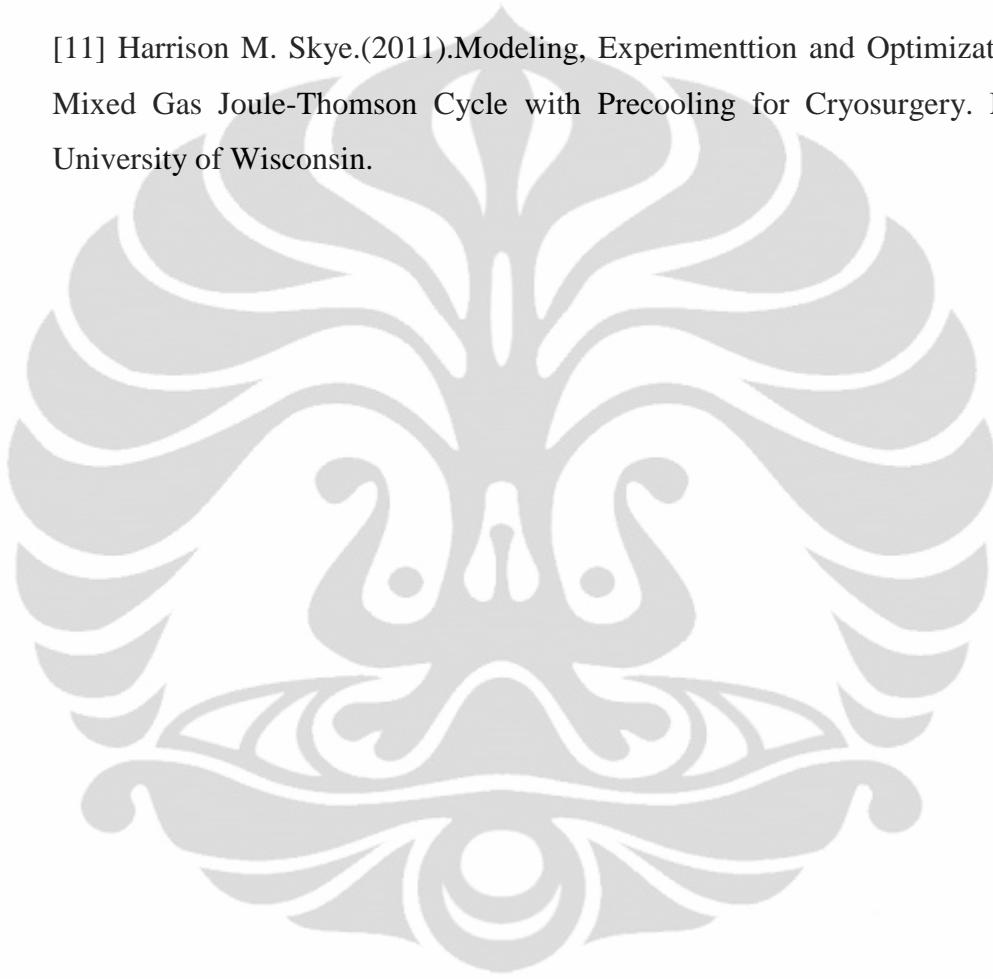 [11] Harrison M. Skye.(2011).Modeling, Experimenttion and Optimizat
Mixed Gas Joule-Thomson Cycle with Precooling for Cryosurgery.
University of Wisconsin.